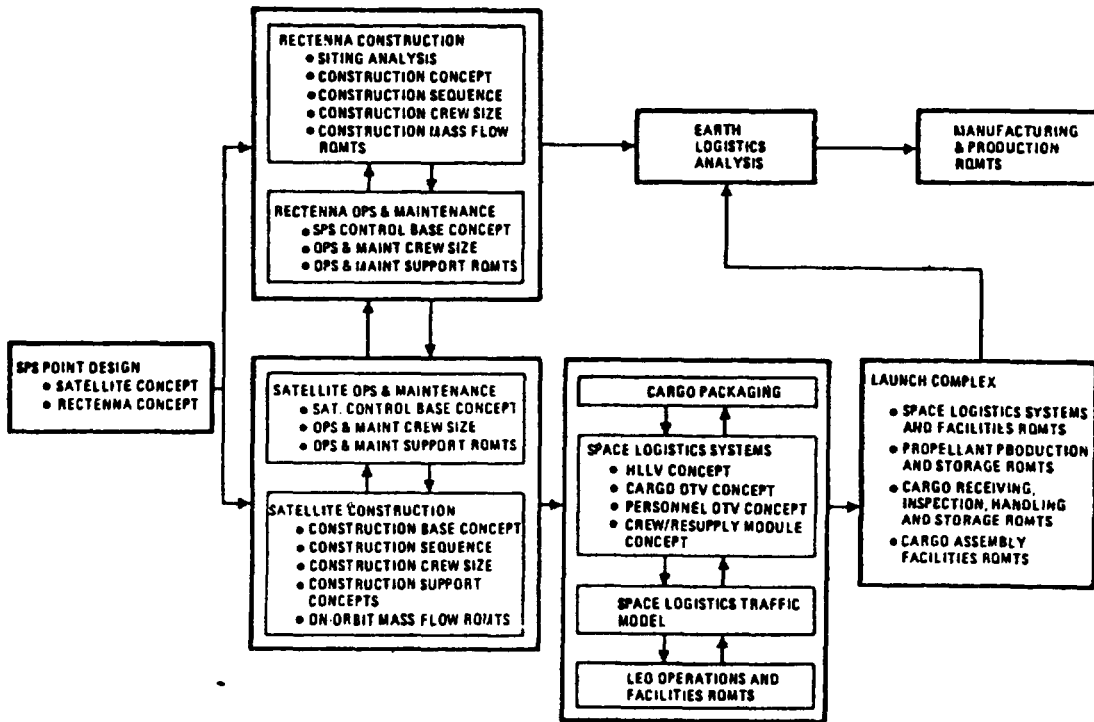 RECTENNA CONSTRUCTION
● SITING ANALYSIS
● CONSTRUCTION CONCEPT
● CONSTRUCTION SEQUENCE
● CONSTRUCTION CREW SIZE
● CONSTRUCTION MASS FLOW
RQMTS
RECTENNA OPS & MAINTENANCE
● SPS CONTROL BASE CONCEPT
● OPS & MAINT CREW SIZE
● OPS & MAINT SUPPORT RQMTS
EARTH
LOGISTICS
ANALYSIS
MANUFACTURING
& PRODUCTION
RQMTS
SPS POINT DESIGN
● SATELLITE CONCEPT
● RECTENNA CONCEPT
SATELLITE OPS & MAINTENANCE
● SAT. CONTROL BASE CONCEPT
● OPS & MAINT CREW SIZE
● OPS & MAINT SUPPORT RQMTS
SATELLITE CONSTRUCTION
● CONSTRUCTION BASE CONCEPT
● CONSTRUCTION SEQUENCE
● CONSTRUCTION CREW SIZE
● CONSTRUCTION SUPPORT
CONCEPTS
● ON-ORBIT MASS FLOW RQMTS
CARGO PACKAGING
SPACE LOGISTICS SYSTEMS
● HLLV CONCEPT
● CARGO OTV CONCEPT
● PERSONNEL OTV CONCEPT
● CREW/RESUPPLY MODULE
CONCEPT
SPACE LOGISTICS TRAFFIC
MODEL
LEO OPERATIONS AND
FACILITIES RQMTS
LAUNCH COMPLEX
● SPACE LOGISTICS SYSTEMS
AND FACILITIES RQMTS
● PROPELLANT PRODUCTION
AND STORAGE RQMTS
● CARGO RECEIVING,
INSPECTION, HANDLING
AND STORAGE RQMTS
● CARGO ASSEMBLY
FACILITIES RQMTS